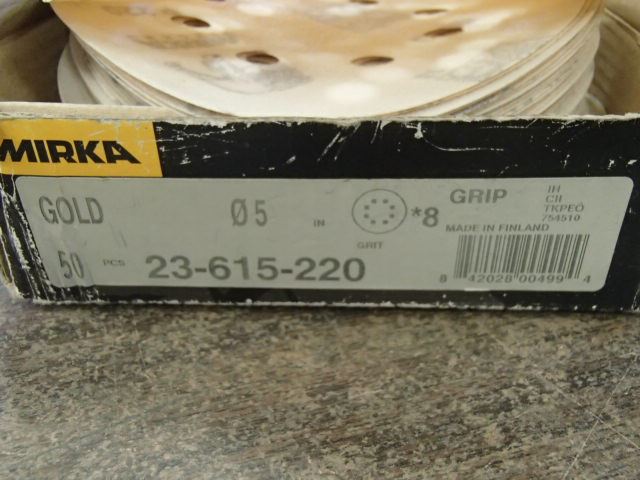 MIRKA
GOLD Ø5 IN *8 GRIP
IH
CII
TKPEÖ
754510
MADE IN FINLAND
GRIT
50 PCS 23-615-220
8 42028 00499 4